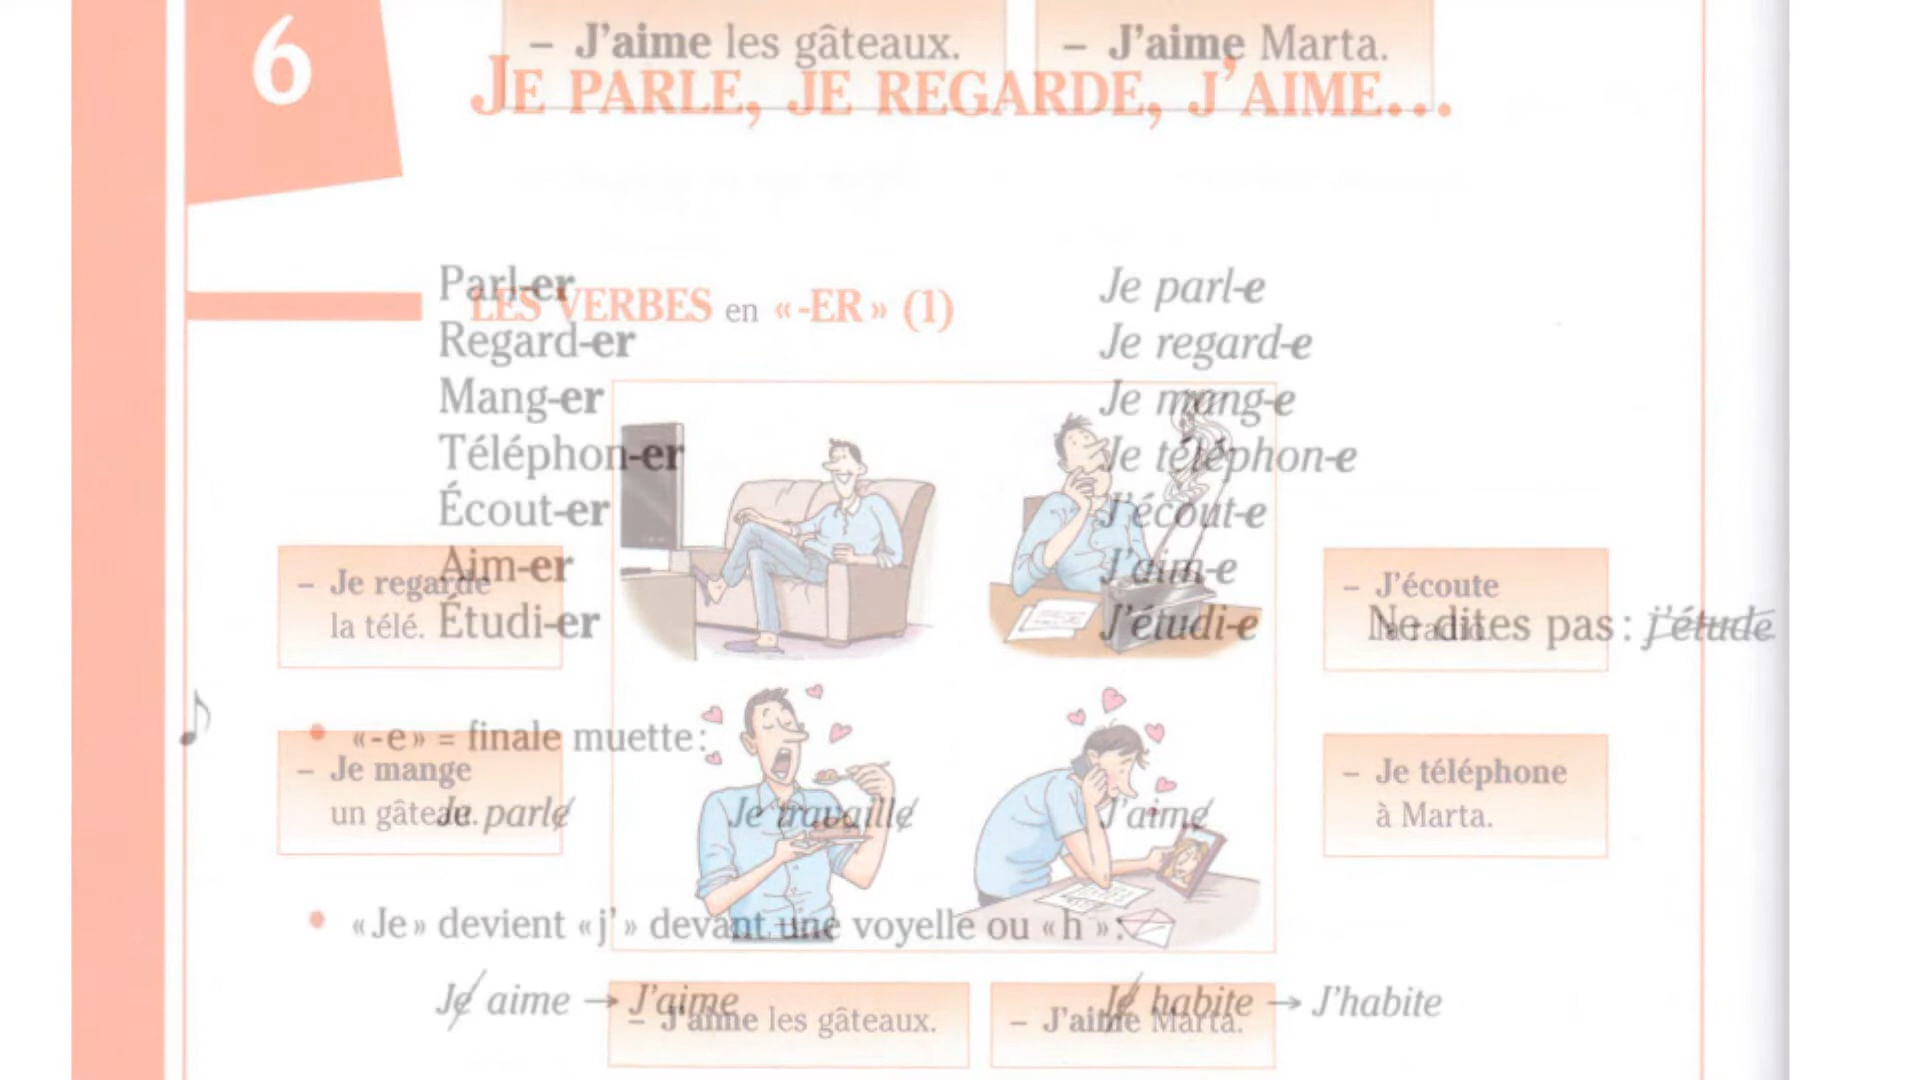 6
– J'aime les gâteaux.
– J'aime Marta.
JE PARLE, JE REGARDE, J'AIME...
LES VERBES en «-ER» (1)
Parl-er
Je parl-e
Regard-er
Je regard-e
Mang-er
Je mang-e
Téléphon-er
Je téléphon-e
Écout-er
J'écout-e
Aim-er
J'aim-e
Étudi-er
J'étudi-e
Ne dites pas : j'étude
– Je regarde
la télé.
– J'écoute
– Je mange
un gâteau.
– Je téléphone
à Marta.
• «-e» = finale muette :
Je parle
Je travaille
J'aime
• «Je» devient «j'» devant une voyelle ou «h» :
Je aime → J'aime
Je habite → J'habite
– J'aime les gâteaux.
– J'aime Marta.